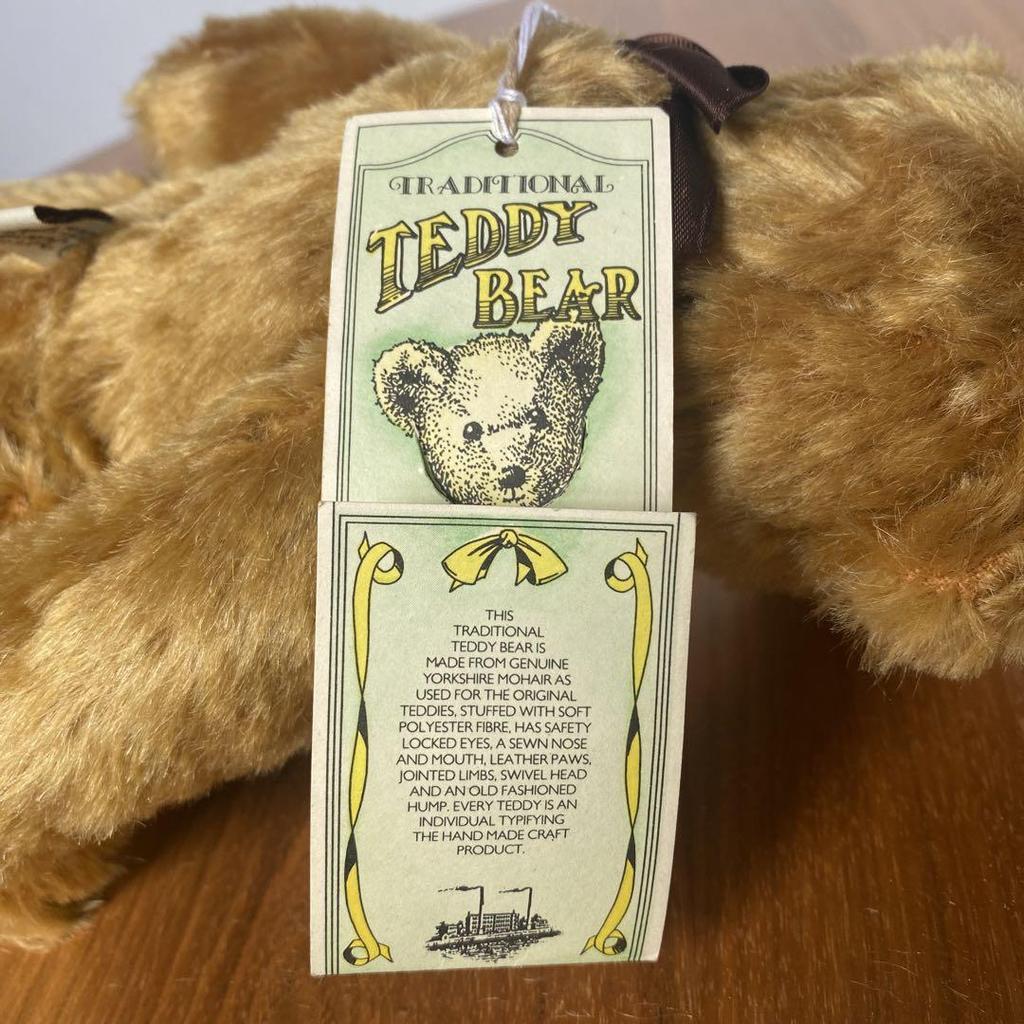 TRADITIONAL
TEDDY
BEAR
THIS
TRADITIONAL
TEDDY BEAR IS
MADE FROM GENUINE
YORKSHIRE MOHAIR AS
USED FOR THE ORIGINAL
TEDDIES, STUFFED WITH SOFT
POLYESTER FIBRE, HAS SAFETY
LOCKED EYES, A SEWN NOSE
AND MOUTH, LEATHER PAWS,
JOINTED LIMBS, SWIVEL HEAD
AND AN OLD FASHIONED
HUMP. EVERY TEDDY IS AN
INDIVIDUAL TYPIFYING
THE HAND MADE CRAFT
PRODUCT.